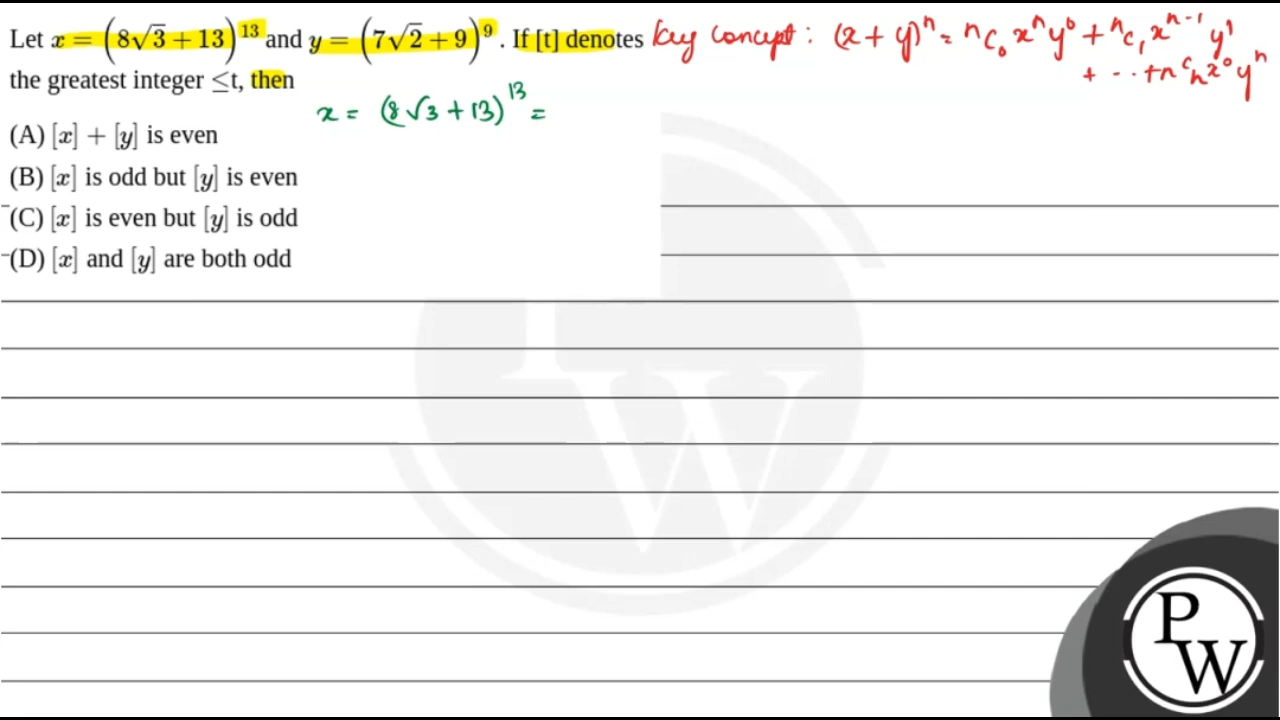 Let x = (8√3 + 13)^13 and y = (7√2 + 9)^9. If [t] denotes
the greatest integer ≤t, then
(A) [x] + [y] is even
(B) [x] is odd but [y] is even
(C) [x] is even but [y] is odd
(D) [x] and [y] are both odd
key concept : (x + y)^n = nC₀ x^n y^0 + ^nC₁ x^(n-1) y^1
+ ... + n^C_n x^0 y^n
x = (8√3 + 13)^13 =
PW